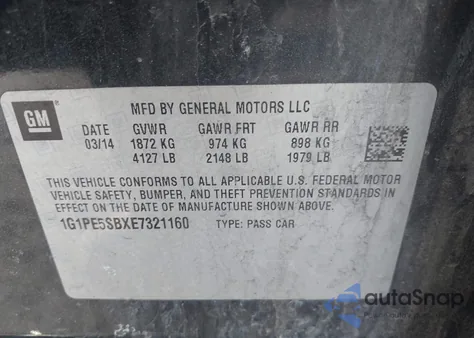 GM
MFD BY GENERAL MOTORS LLC
DATE GVWR GAWR FRT GAWR RR
03/14 1872 KG 974 KG 898 KG
4127 LB 2148 LB 1979 LB
THIS VEHICLE CONFORMS TO ALL APPLICABLE U.S. FEDERAL MOTOR
VEHICLE SAFETY, BUMPER, AND THEFT PREVENTION STANDARDS IN
EFFECT ON THE DATE OF MANUFACTURE SHOWN ABOVE.
1G1PE5SBXE7321160 TYPE: PASS CAR
autaSnap